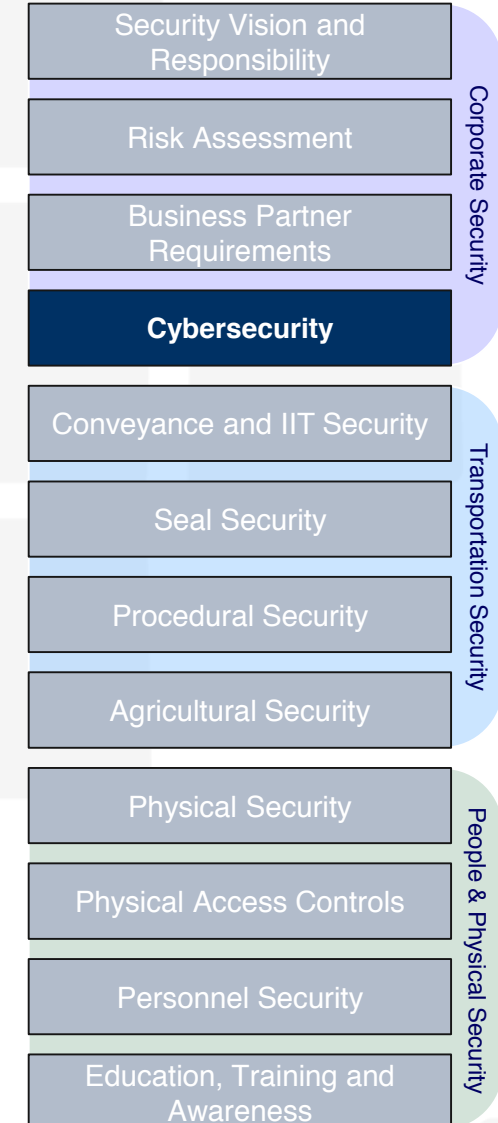 Security Vision and
Responsibility
Risk Assessment
Business Partner
Requirements
Cybersecurity
Corporate Security
Conveyance and IIT Security
Seal Security
Procedural Security
Agricultural Security
Transportation Security
Physical Security
Physical Access Controls
Personnel Security
Education, Training and
Awareness
People & Physical Security